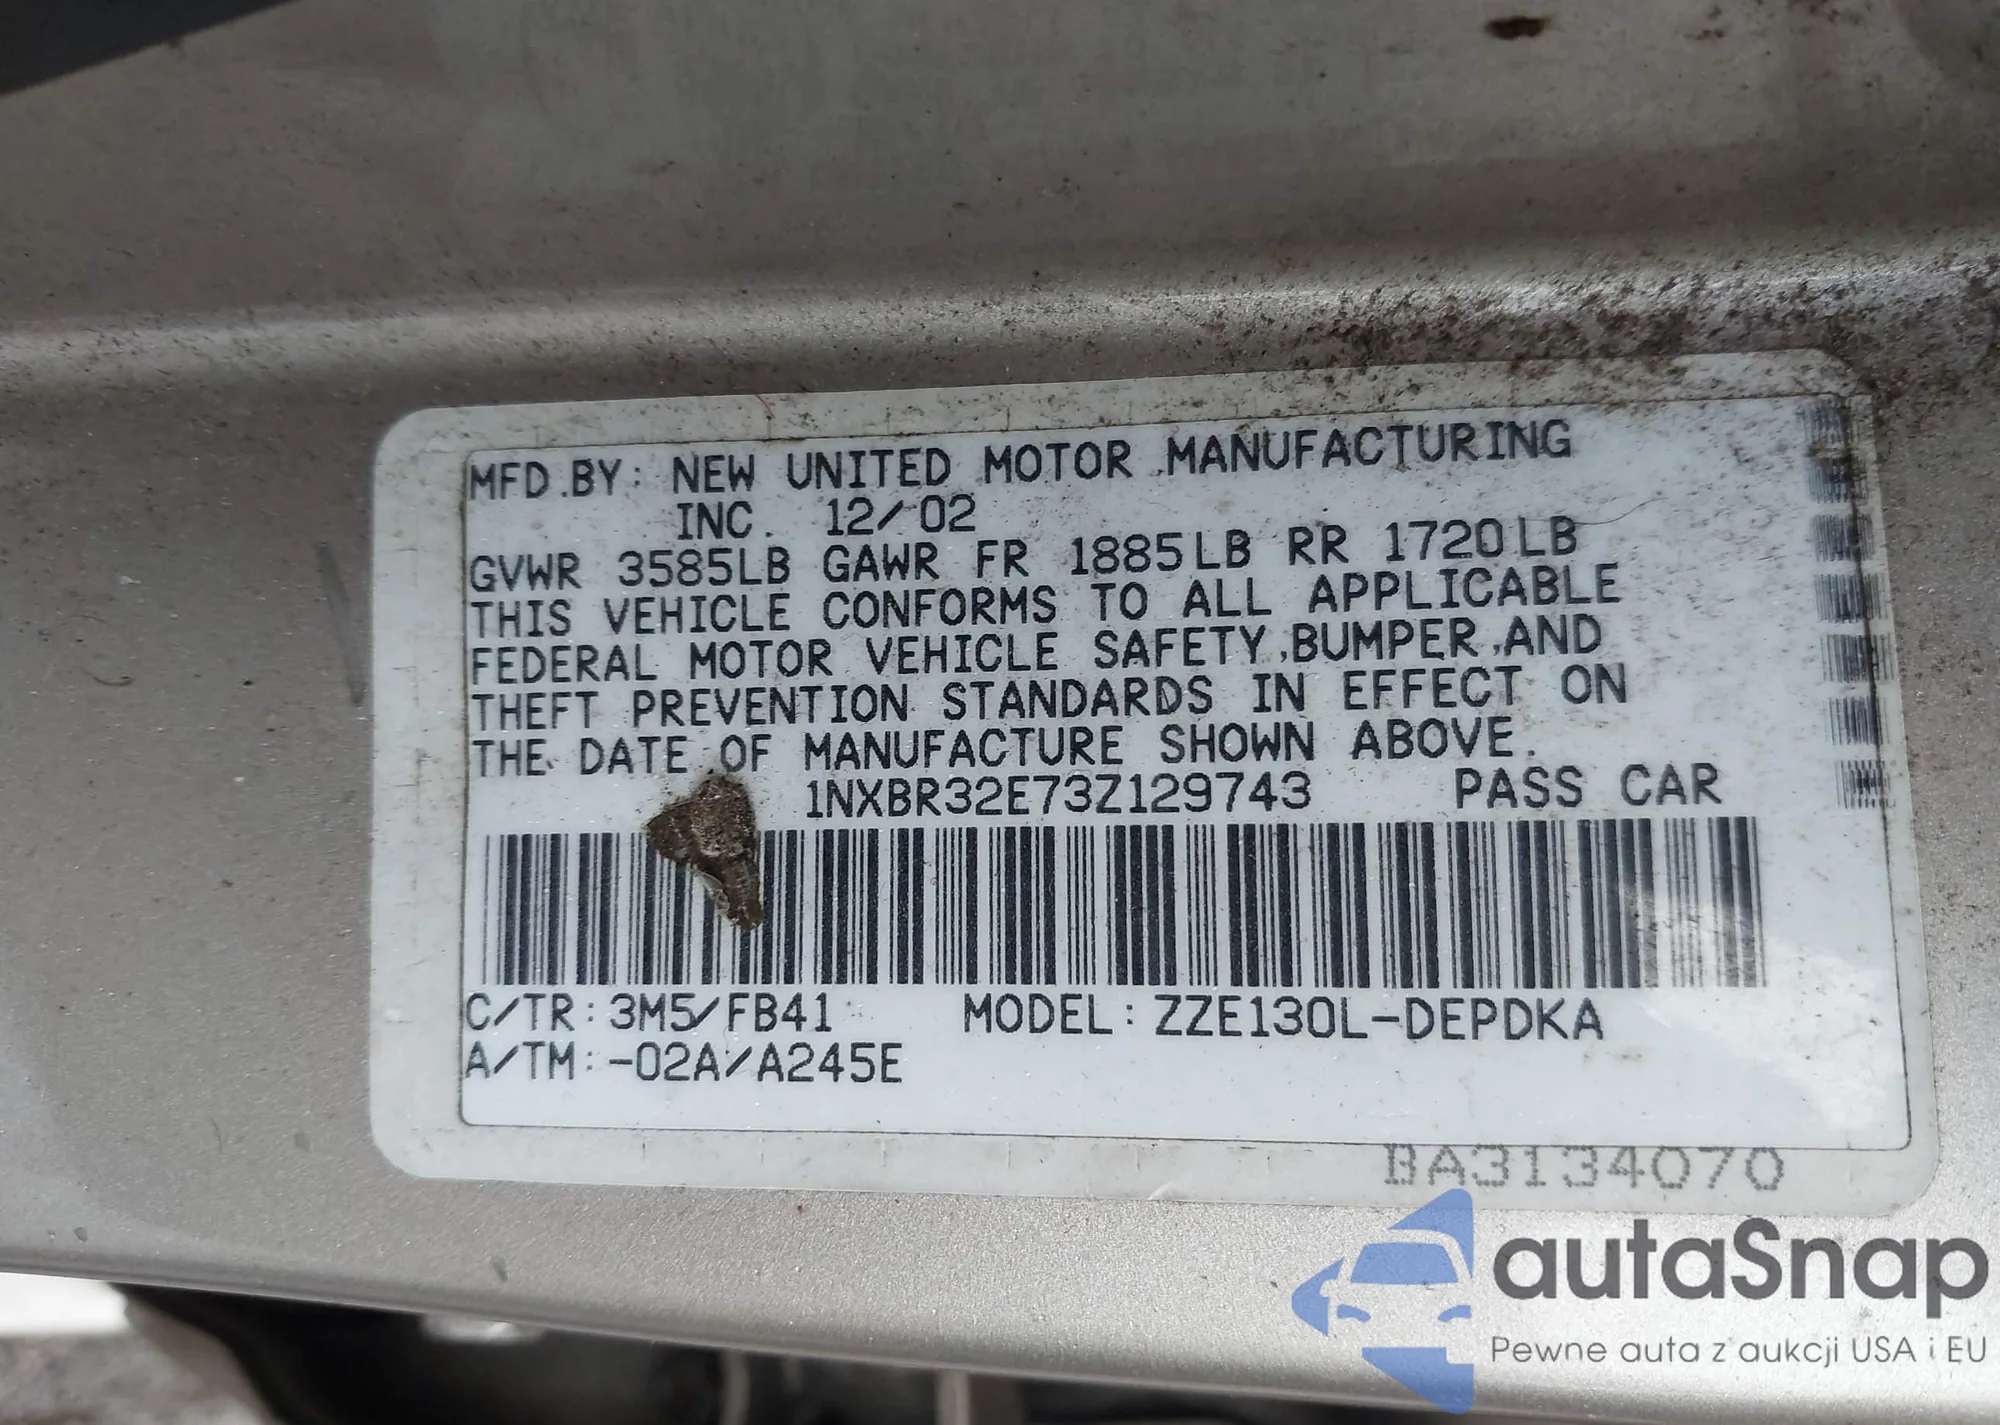 MFD.BY: NEW UNITED MOTOR MANUFACTURING
INC. 12/02
GVWR 3585LB GAWR FR 1885LB RR 1720LB
THIS VEHICLE CONFORMS TO ALL APPLICABLE
FEDERAL MOTOR VEHICLE SAFETY,BUMPER,AND
THEFT PREVENTION STANDARDS IN EFFECT ON
THE DATE OF MANUFACTURE SHOWN ABOVE.
1NXBR32E73Z129743 PASS CAR
C/TR:3M5/FB41 MODEL:ZZE130L-DEPDKA
A/TM:-02A/A245E
BA3134070
autaSnap
Pewne auta z aukcji USA i EU